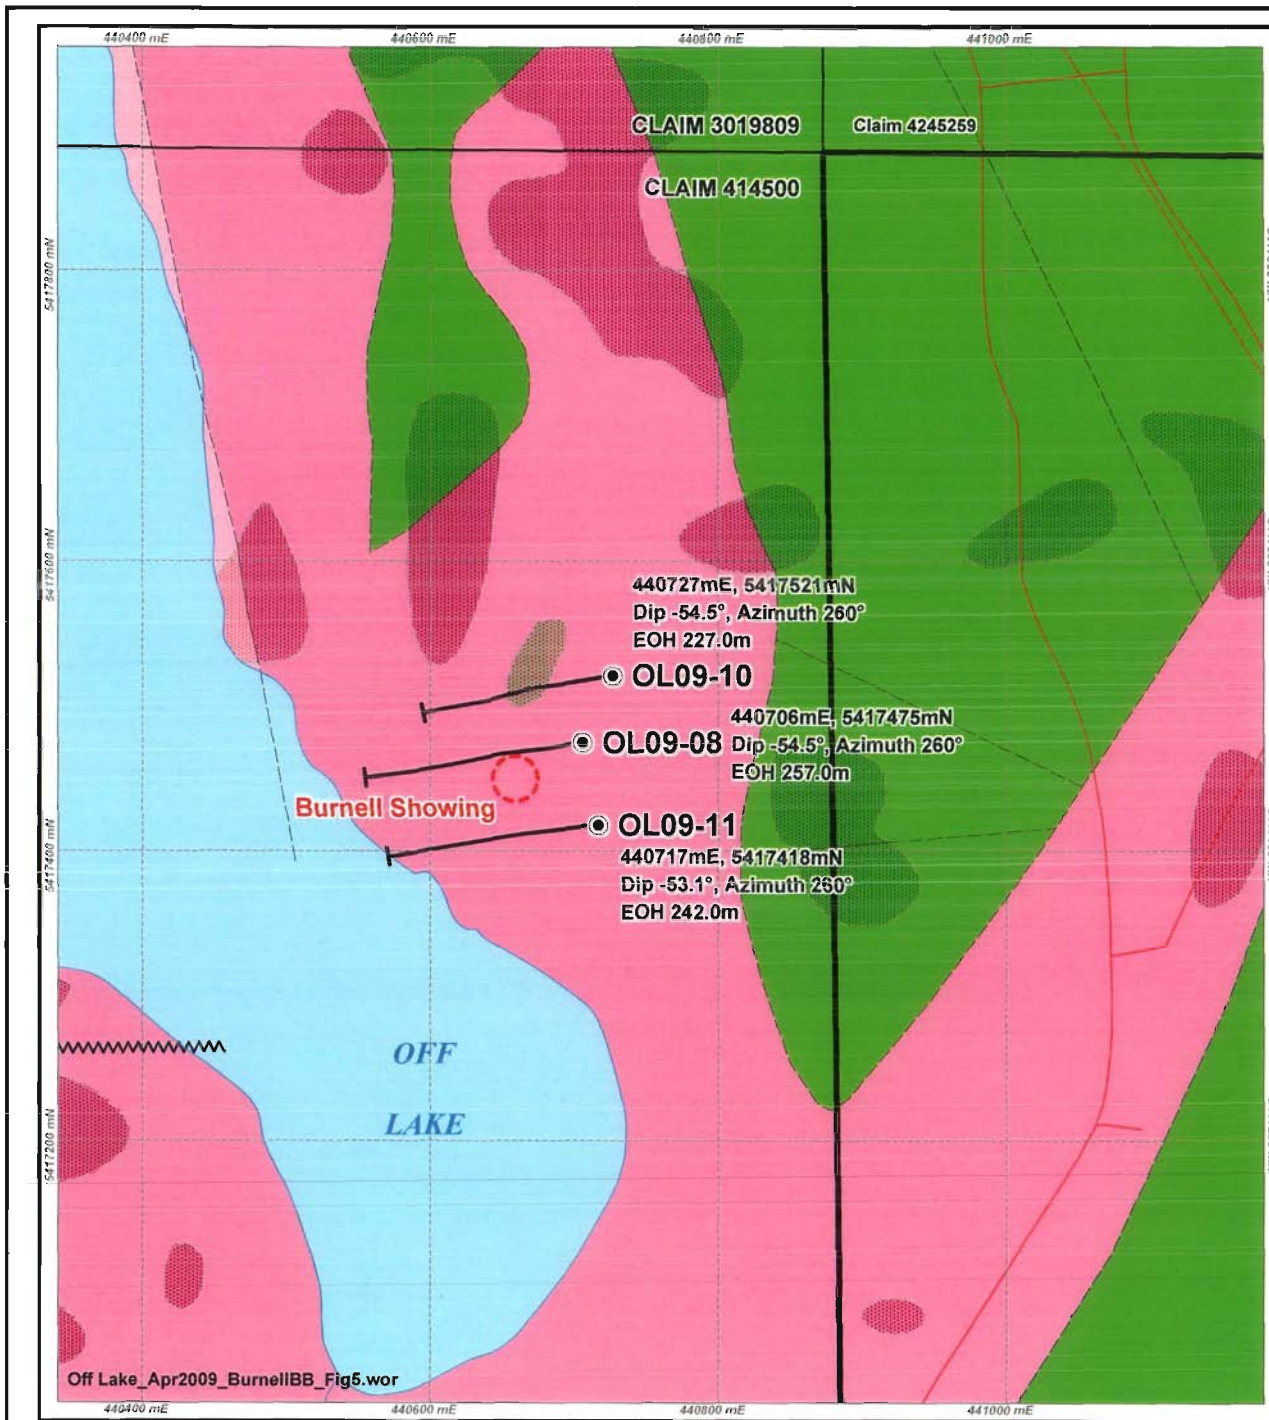 440400 mE
440600 mE
440800 mE
441000 mE
CLAIM 3019809
Claim 4245259
CLAIM 414500
5417800 mN
5417600 mN
440727mE, 5417521mN
Dip -54.5°, Azimuth 260°
EOH 227.0m
OL09-10
440706mE, 5417475mN
OL09-08
Dip -54.5°, Azimuth 260°
EOH 257.0m
Burnell Showing
OL09-11
5417400 mN
440717mE, 5417418mN
Dip -53.1°, Azimuth 260°
EOH 242.0m
OFF
LAKE
5417200 mN
Off Lake_Apr2009_BurnellBB_Fig5.wor
440400 mE
440600 mE
440800 mE
441000 mE